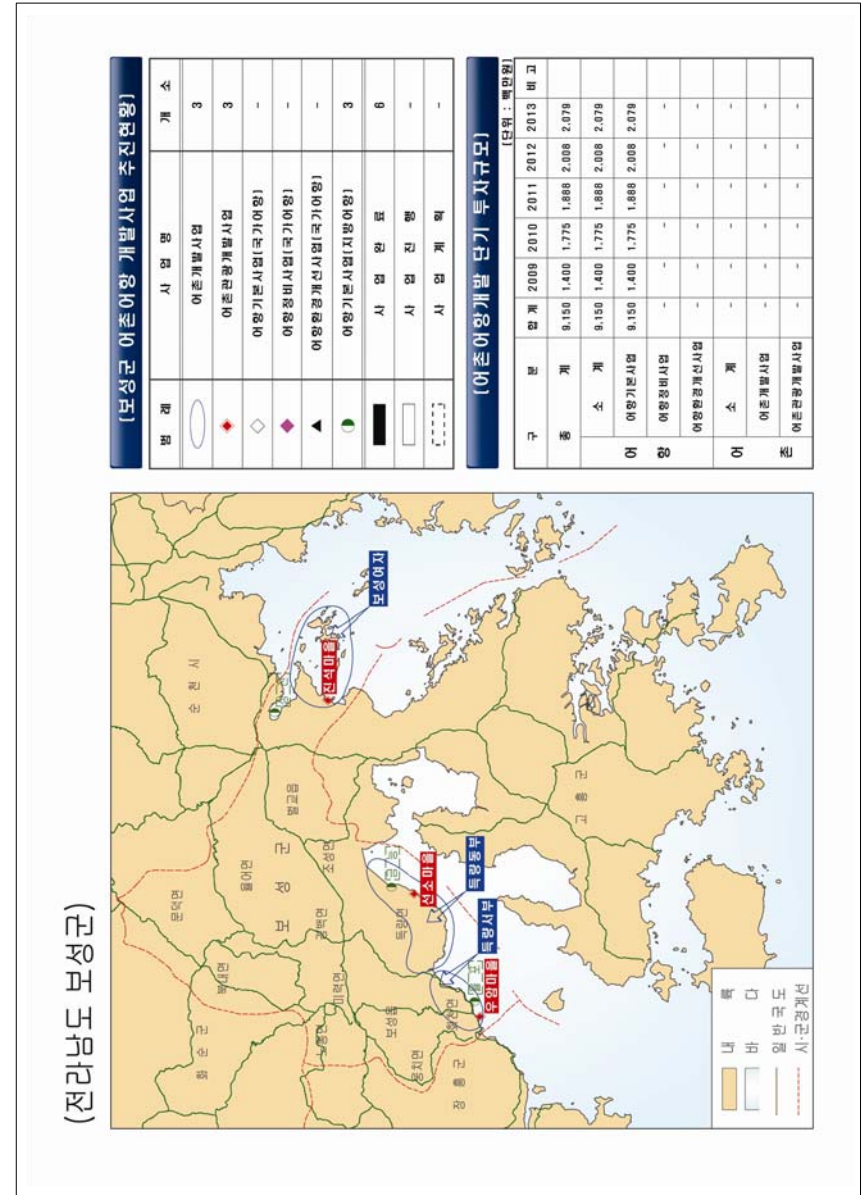 (전라남도 보성군)
[보성군 어촌어항 개발사업 추진현황]
범 례 사 업 명 개 소
어촌개발사업 3
어촌관광개발사업 3
어항기본사업(국가어항) -
어항정비사업(국가어항) -
어항환경개선사업(국가어항) -
어항기본사업(지방어항) 3
사 업 완 료 6
사 업 진 행 -
사 업 계 획 -
[어촌어항개발 단기 투자규모]
[단위 : 백만원]
구 분 합 계 2009 2010 2011 2012 2013 비 고
총 계 9,150 1,400 1,775 1,888 2,008 2,079
어 항
소 계 9,150 1,400 1,775 1,888 2,008 2,079
어항기본사업 9,150 1,400 1,775 1,888 2,008 2,079
어항정비사업 - - - - - -
어항환경개선사업 - - - - - -
어 촌
소 계 - - - - - -
어촌개발사업 - - - - - -
어촌관광개발사업 - - - - - -
순 천 시
문덕면
화 순 군
복내면
율어면
벌교읍
보 성 군
조성면
겸백면
노동면
미력면
득량면
보성읍
웅치면
회천면
장 흥 군
고 흥 군
진석마을
보성여자
선소마을
득량동부
득량서부
우암마을
내 륙
바 다
일 반 국 도
시·군경계선